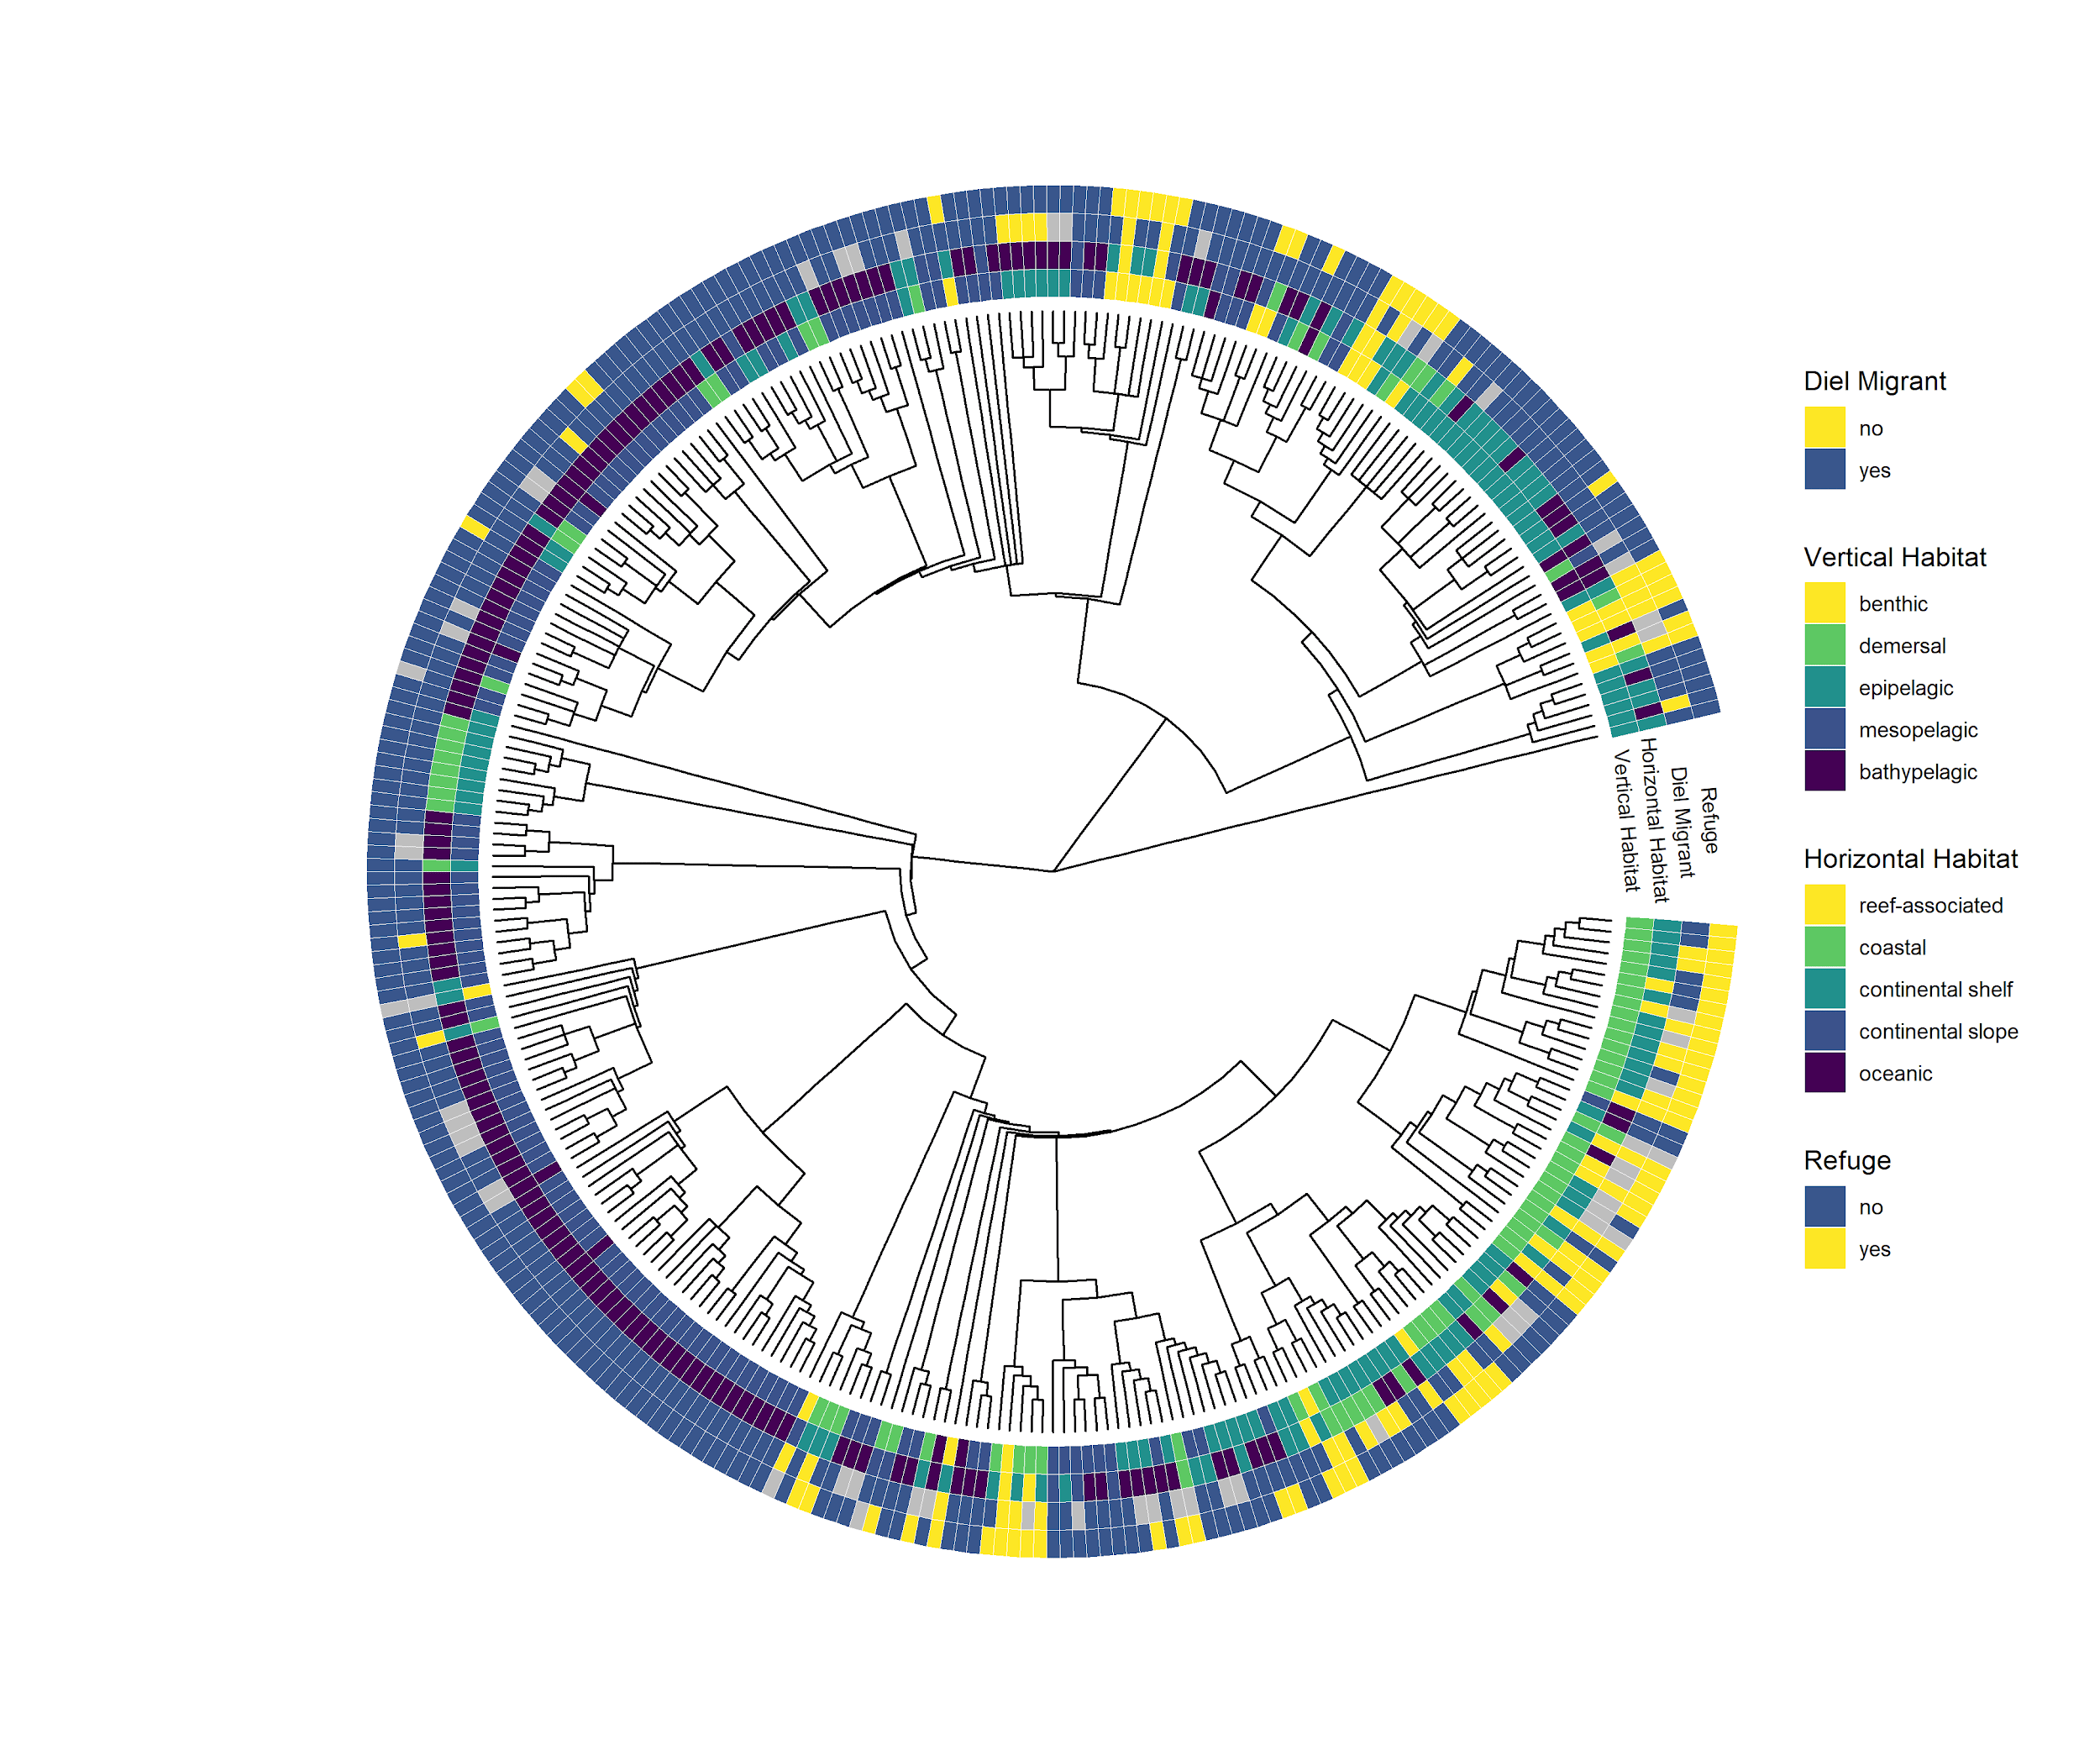 Diel Migrant
no
yes
Vertical Habitat
benthic
demersal
epipelagic
mesopelagic
bathypelagic
Horizontal Habitat
reef-associated
coastal
continental shelf
continental slope
oceanic
Refuge
no
yes
Vertical Habitat
Horizontal Habitat
Diel Migrant
Refuge